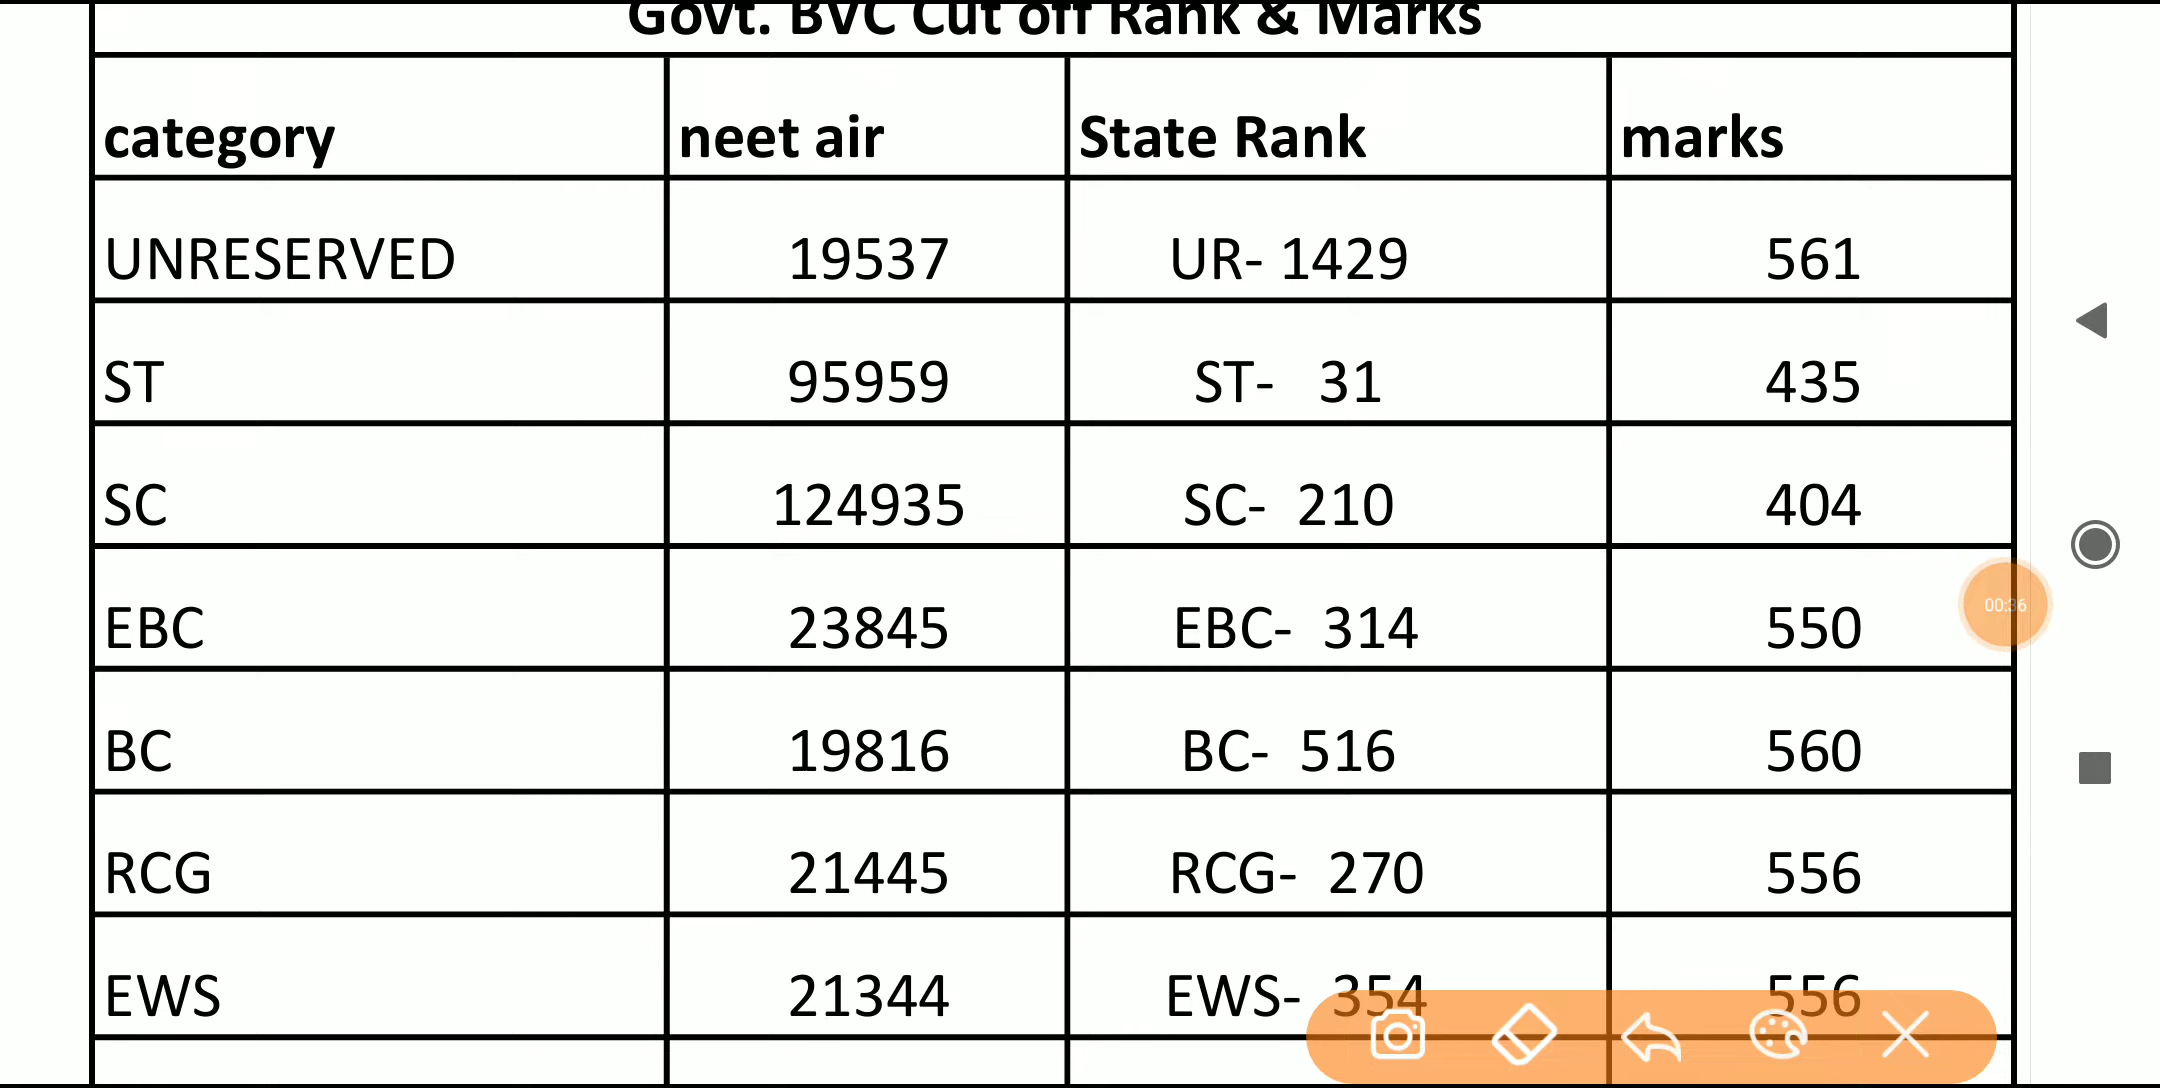 Govt. BVC Cut off Rank & Marks
category neet air State Rank marks
UNRESERVED 19537 UR- 1429 561
ST 95959 ST- 31 435
SC 124935 SC- 210 404
EBC 23845 EBC- 314 550
00:36
BC 19816 BC- 516 560
RCG 21445 RCG- 270 556
EWS 21344 EWS- 354 556